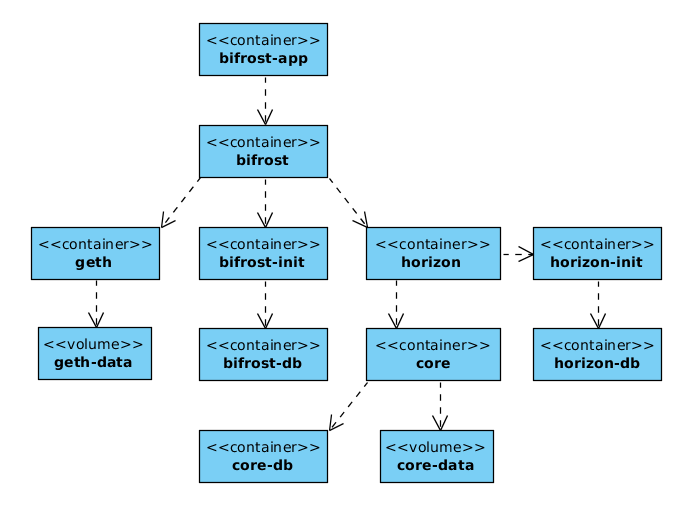 <<container>>
bifrost-app
<<container>>
bifrost
<<container>>
geth
<<container>>
bifrost-init
<<container>>
horizon
<<container>>
horizon-init
<<volume>>
geth-data
<<container>>
bifrost-db
<<container>>
core
<<container>>
horizon-db
<<container>>
core-db
<<volume>>
core-data